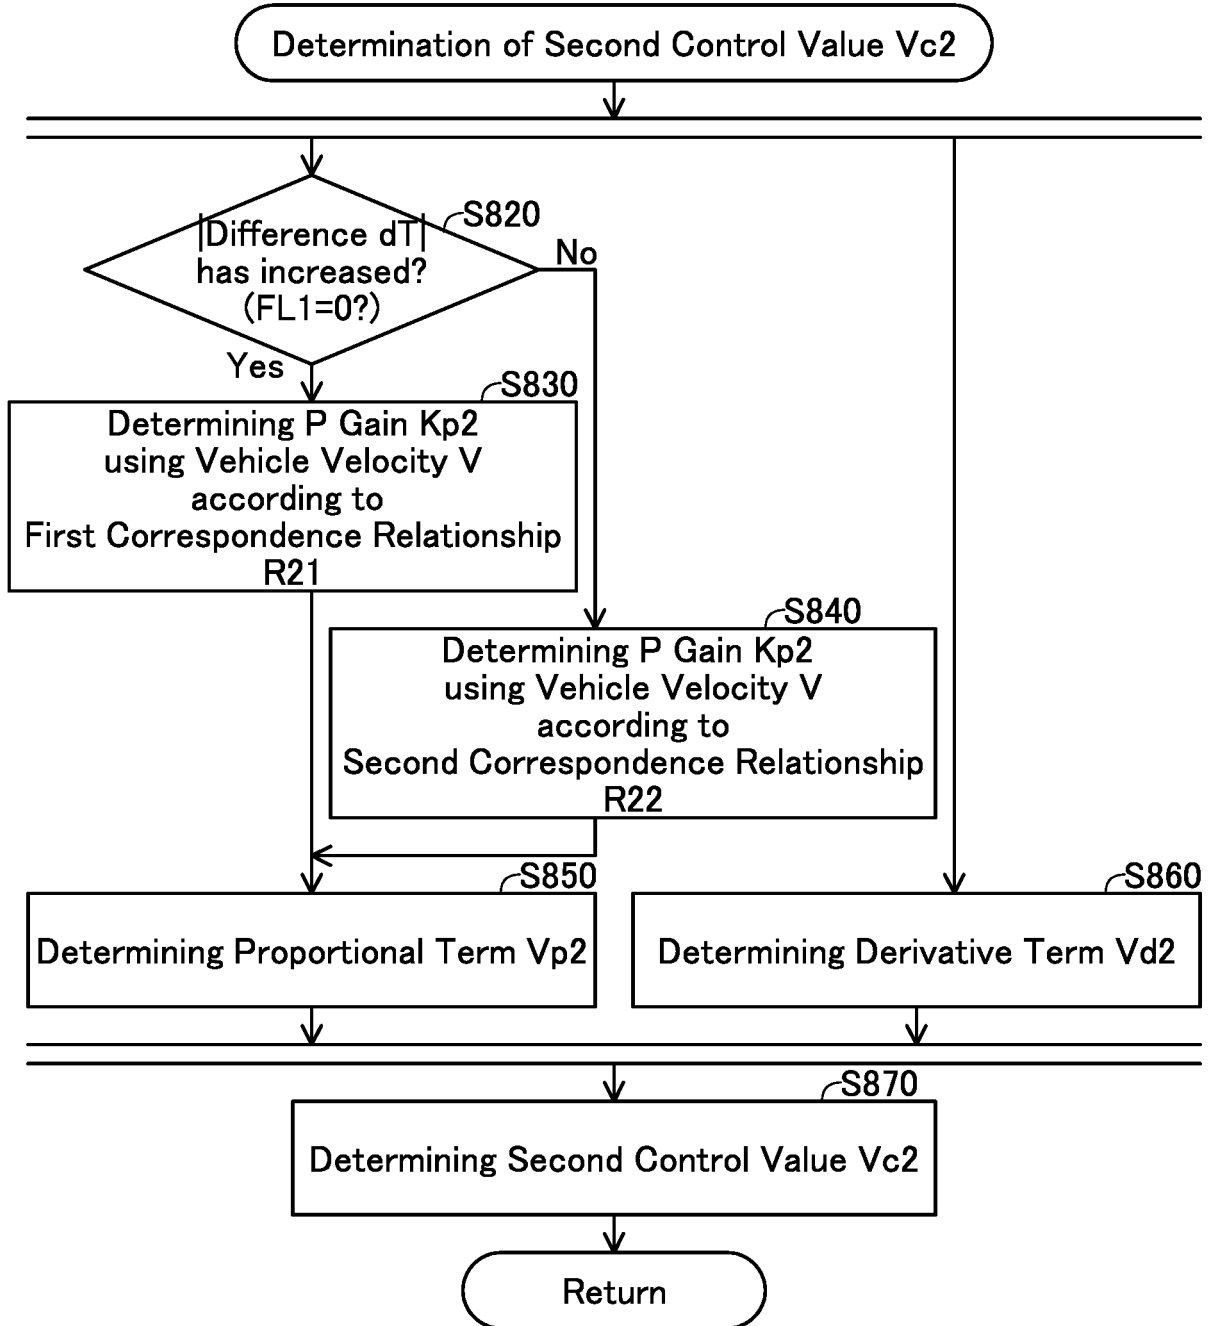 Determination of Second Control Value Vc2
S820
|Difference dT|
has increased?
(FL1=0?)
No
Yes
S830
Determining P Gain Kp2
using Vehicle Velocity V
according to
First Correspondence Relationship
R21
S840
Determining P Gain Kp2
using Vehicle Velocity V
according to
Second Correspondence Relationship
R22
S850
Determining Proportional Term Vp2
S860
Determining Derivative Term Vd2
S870
Determining Second Control Value Vc2
Return